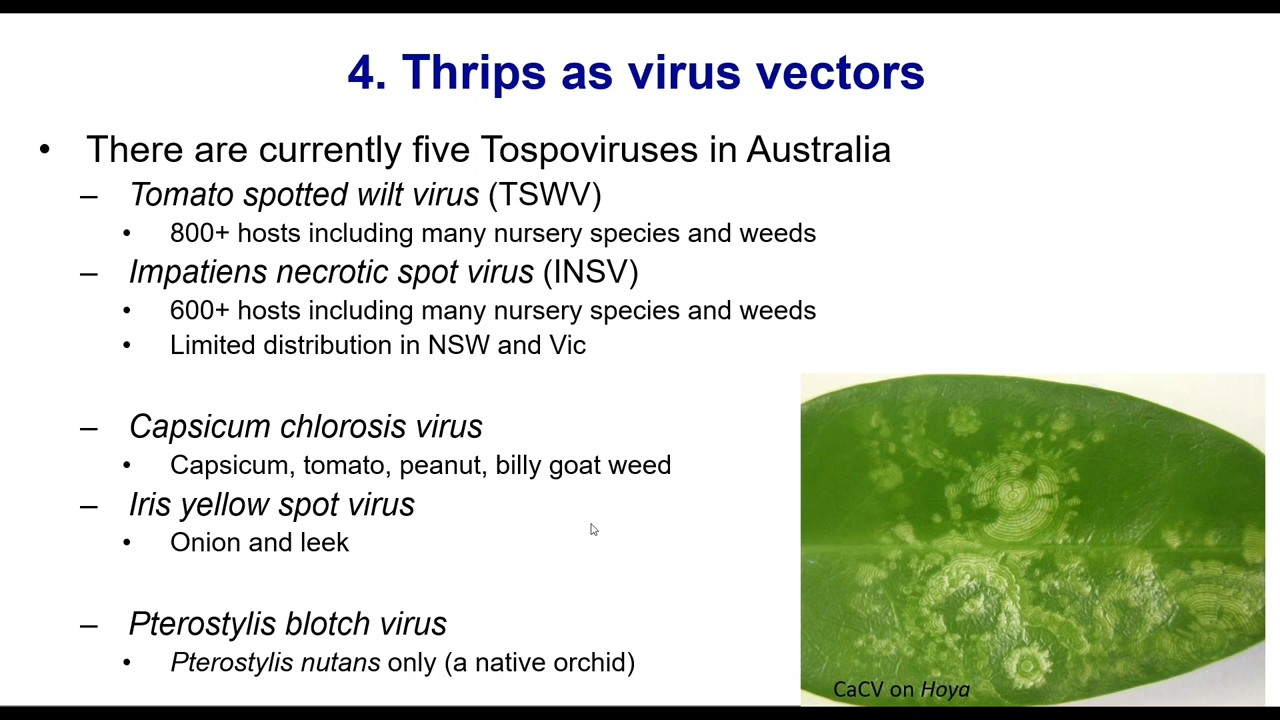 4. Thrips as virus vectors
• There are currently five Tospoviruses in Australia
– Tomato spotted wilt virus (TSWV)
• 800+ hosts including many nursery species and weeds
– Impatiens necrotic spot virus (INSV)
• 600+ hosts including many nursery species and weeds
• Limited distribution in NSW and Vic
– Capsicum chlorosis virus
• Capsicum, tomato, peanut, billy goat weed
– Iris yellow spot virus
• Onion and leek
– Pterostylis blotch virus
• Pterostylis nutans only (a native orchid)
CaCV on Hoya